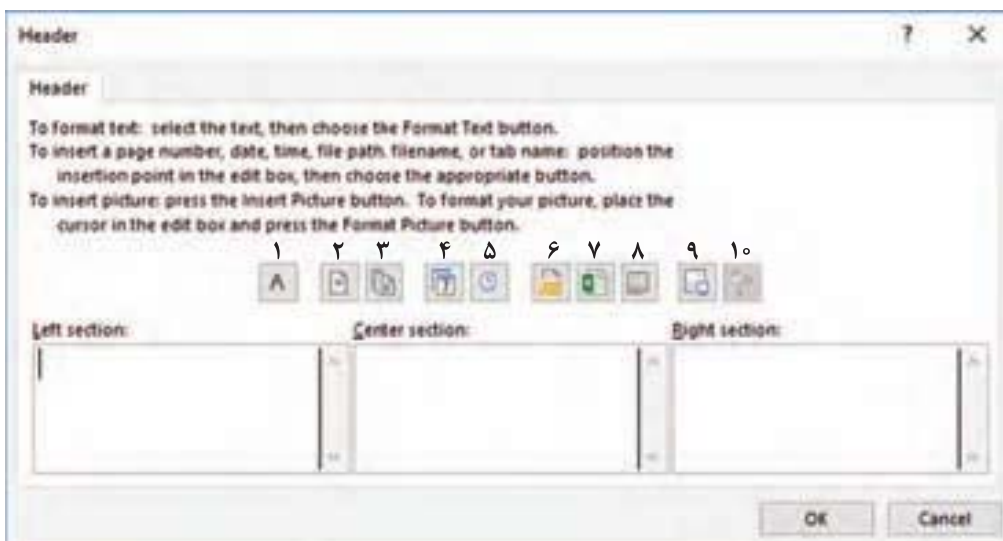 Header ?
Header
To format text: select the text, then choose the Format Text button.
To insert a page number, date, time, file path, filename, or tab name: position the
insertion point in the edit box, then choose the appropriate button.
To insert picture: press the Insert Picture button. To format your picture, place the
cursor in the edit box and press the Format Picture button.
۱ ۲ ۳ ۴ ۵ ۶ ۷ ۸ ۹ ۱۰
A
Left section: Center section: Right section:
OK Cancel